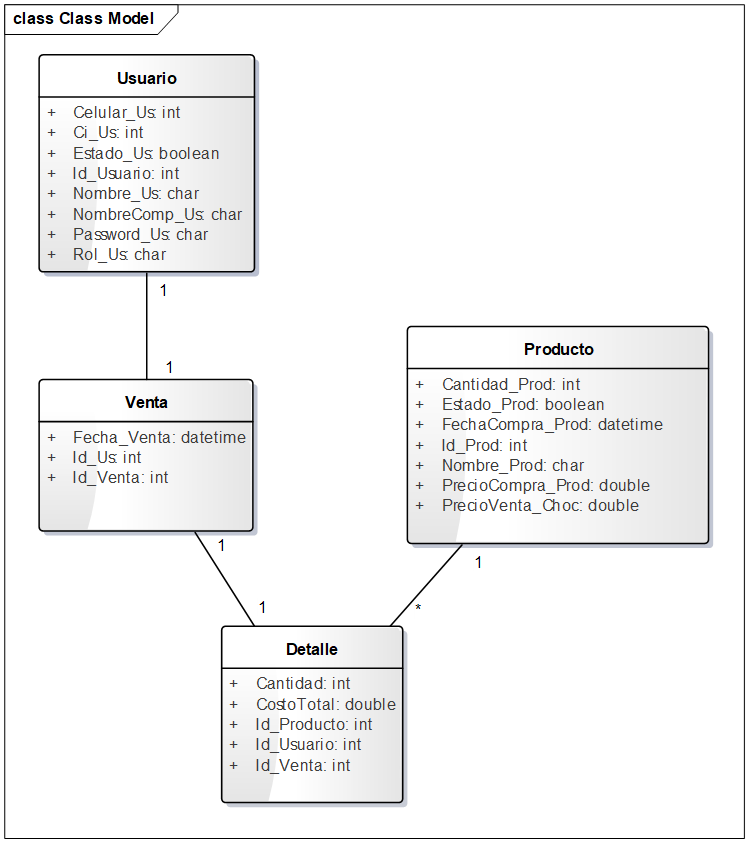 class Class Model
Usuario
+ Celular_Us: int
+ Ci_Us: int
+ Estado_Us: boolean
+ Id_Usuario: int
+ Nombre_Us: char
+ NombreComp_Us: char
+ Password_Us: char
+ Rol_Us: char
1
1
Venta
+ Fecha_Venta: datetime
+ Id_Us: int
+ Id_Venta: int
Producto
+ Cantidad_Prod: int
+ Estado_Prod: boolean
+ FechaCompra_Prod: datetime
+ Id_Prod: int
+ Nombre_Prod: char
+ PrecioCompra_Prod: double
+ PrecioVenta_Choc: double
1
1
1
*
Detalle
+ Cantidad: int
+ CostoTotal: double
+ Id_Producto: int
+ Id_Usuario: int
+ Id_Venta: int